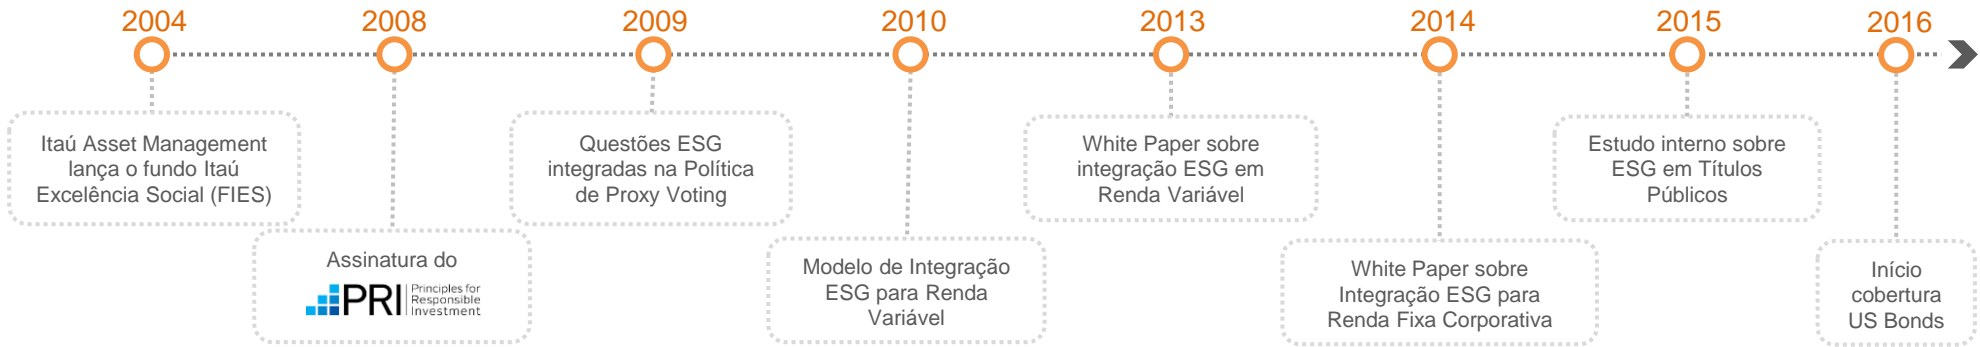 2004
2008
2009
2010
2013
2014
2015
2016
Itaú Asset Management
lança o fundo Itaú
Excelência Social (FIES)
Assinatura do
PRI
Principles for
Responsible
Investment
Questões ESG
integradas na Política
de Proxy Voting
Modelo de Integração
ESG para Renda
Variável
White Paper sobre
integração ESG em
Renda Variável
White Paper sobre
Integração ESG para
Renda Fixa Corporativa
Estudo interno sobre
ESG em Títulos
Públicos
Início
cobertura
US Bonds